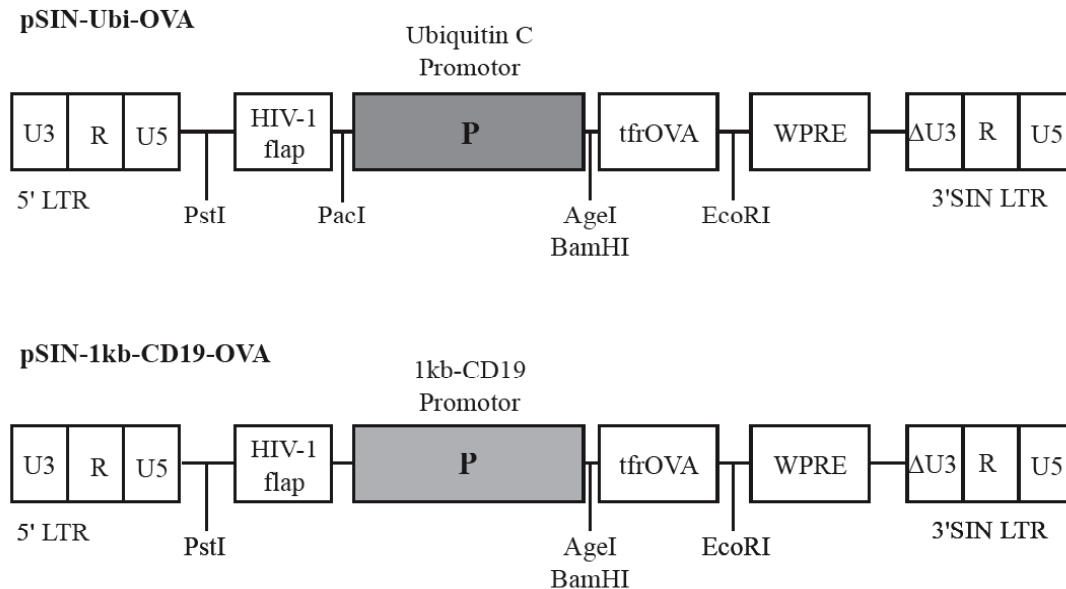 pSIN-Ubi-OVA
Ubiquitin C
Promotor
U3 R U5 HIV-1 flap P tfrOVA WPRE ΔU3 R U5
5' LTR
3'SIN LTR
PstI PacI AgeI EcoRI
BamHI
pSIN-1kb-CD19-OVA
1kb-CD19
Promotor
U3 R U5 HIV-1 flap P tfrOVA WPRE ΔU3 R U5
5' LTR
3'SIN LTR
PstI AgeI EcoRI
BamHI